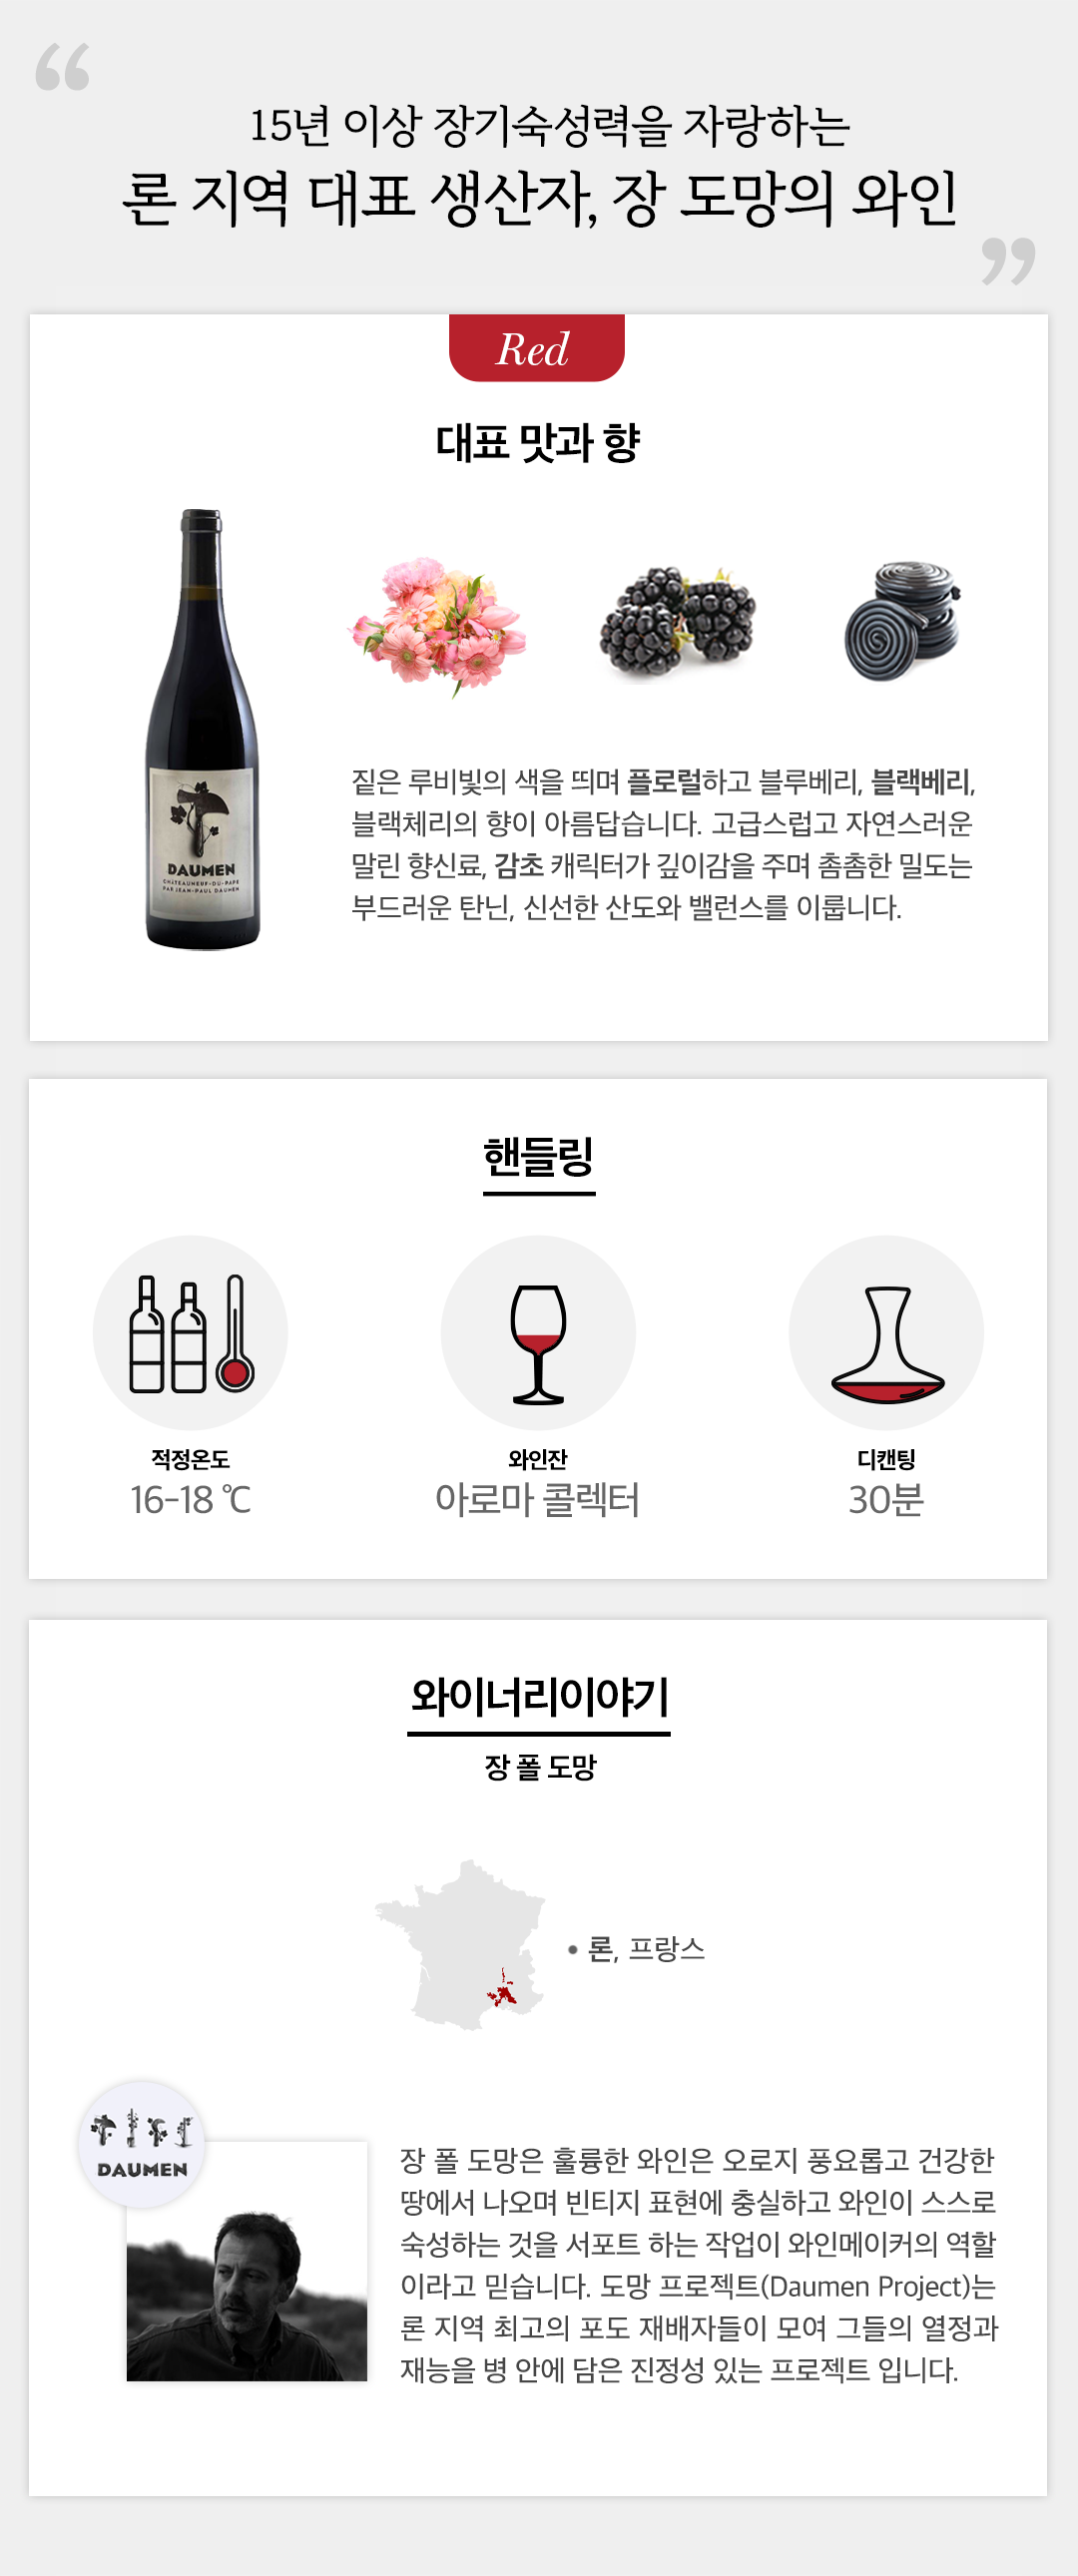 “
15년 이상 장기숙성력을 자랑하는
론 지역 대표 생산자, 장 도망의 와인
”
Red
대표 맛과 향
DAUMEN
CHÂTEAUNEUF-DU-PAPE
PAR JEAN-PAUL DAUMEN
짙은 루비빛의 색을 띄며 플로럴하고 블루베리, 블랙베리,
블랙체리의 향이 아름답습니다. 고급스럽고 자연스러운
말린 향신료, 감초 캐릭터가 깊이감을 주며 촘촘한 밀도는
부드러운 탄닌, 신선한 산도와 밸런스를 이룹니다.
핸들링
적정온도
16-18 ℃
와인잔
아로마 콜렉터
디캔팅
30분
와이너리이야기
장 폴 도망
• 론, 프랑스
DAUMEN
장 폴 도망은 훌륭한 와인은 오로지 풍요롭고 건강한
땅에서 나오며 빈티지 표현에 충실하고 와인이 스스로
숙성하는 것을 서포트 하는 작업이 와인메이커의 역할
이라고 믿습니다. 도망 프로젝트(Daumen Project)는
론 지역 최고의 포도 재배자들이 모여 그들의 열정과
재능을 병 안에 담은 진정성 있는 프로젝트 입니다.